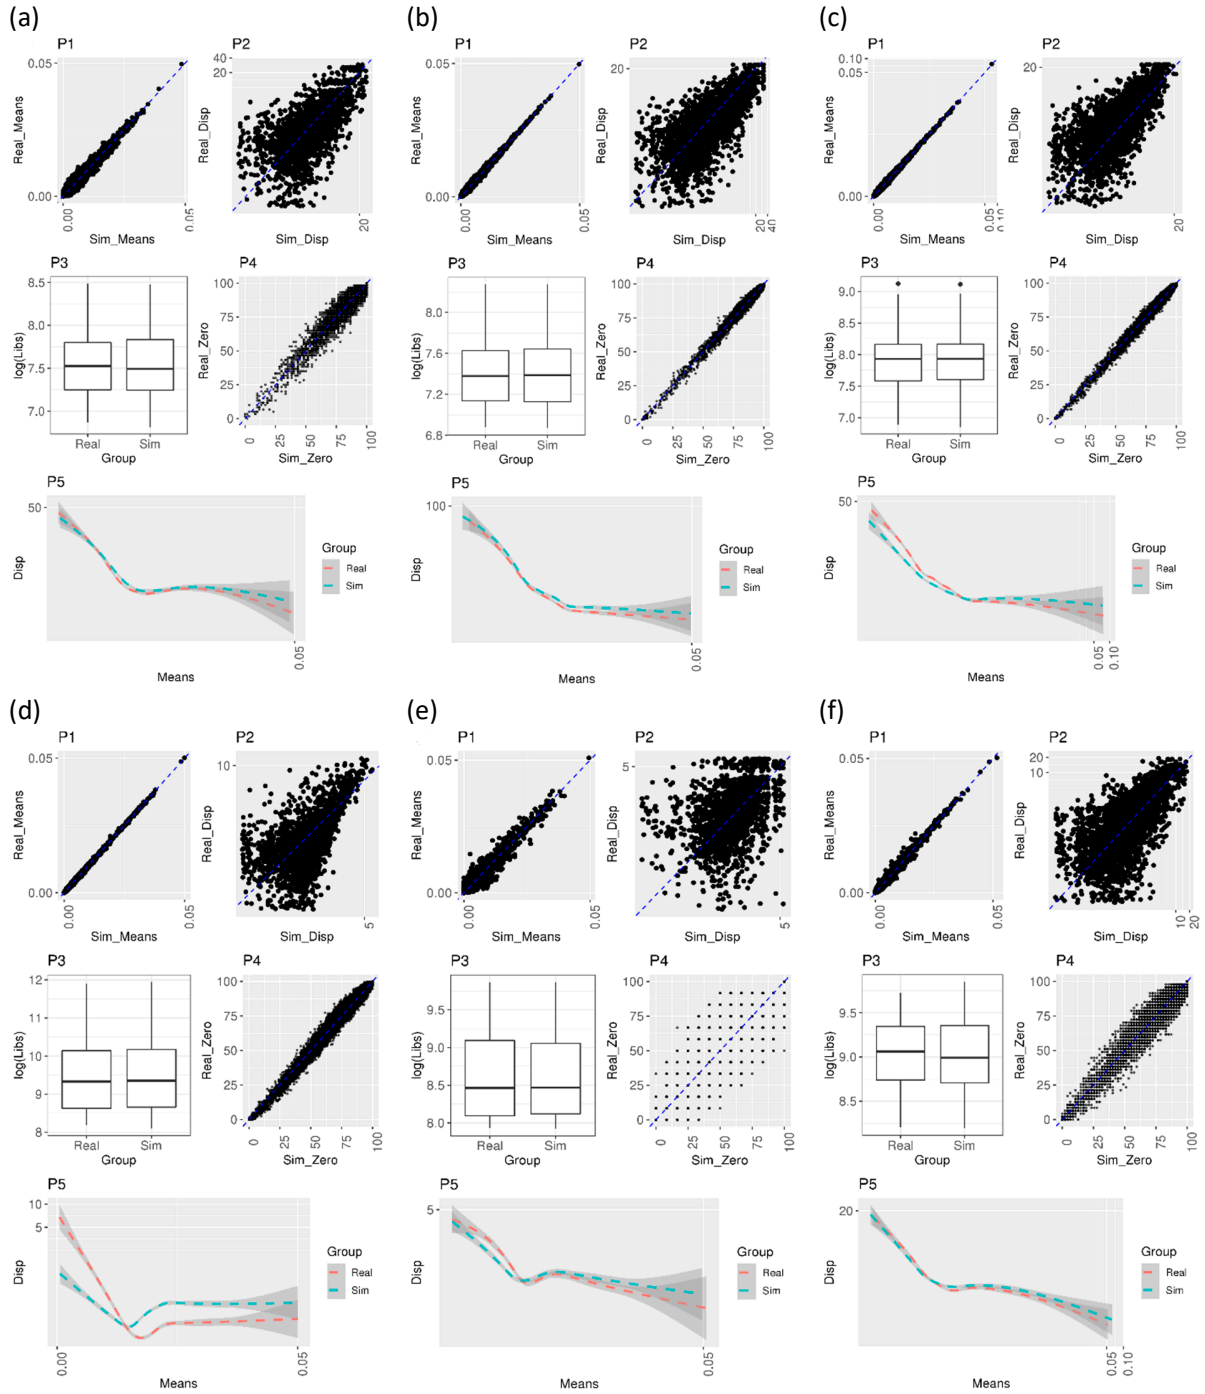 (a)
P1
0.05
Real_Means
0.00
0.00
0.05
Sim_Means
P2
40
20
Real_Disp
20
Sim_Disp
P3
8.5
8.0
7.5
7.0
log(Libs)
Real
Sim
Group
P4
100
75
50
25
0
Real_Zero
0
25
50
75
100
Sim_Zero
P5
50
Disp
0.05
Means
Group
Real
Sim
(b)
P1
0.05
Real_Means
0.00
0.00
0.05
Sim_Means
P2
20
Real_Disp
20
40
Sim_Disp
P3
8.0
7.6
7.2
6.8
log(Libs)
Real
Sim
Group
P4
100
75
50
25
0
Real_Zero
0
25
50
75
100
Sim_Zero
P5
100
Disp
0.05
Means
Group
Real
Sim
(c)
P1
0.10
0.05
Real_Means
0.00
0.00
0.05
Sim_Means
P2
20
Real_Disp
20
Sim_Disp
P3
9.0
8.5
8.0
7.5
7.0
log(Libs)
Real
Sim
Group
P4
100
75
50
25
0
Real_Zero
0
25
50
75
100
Sim_Zero
P5
50
Disp
0.05
0.10
Means
Group
Real
Sim
(d)
P1
0.05
Real_Means
0.00
0.00
0.05
Sim_Means
P2
10
Real_Disp
5
Sim_Disp
P3
12
11
10
9
8
log(Libs)
Real
Sim
Group
P4
100
75
50
25
0
Real_Zero
0
25
50
75
100
Sim_Zero
P5
10
5
Disp
0.00
0.05
Means
Group
Real
Sim
(e)
P1
0.05
Real_Means
0.00
0.00
0.05
Sim_Means
P2
5
Real_Disp
5
Sim_Disp
P3
9.5
9.0
8.5
8.0
log(Libs)
Real
Sim
Group
P4
100
75
50
25
0
Real_Zero
0
25
50
75
100
Sim_Zero
P5
5
Disp
0.05
Means
Group
Real
Sim
(f)
P1
0.05
Real_Means
0.00
0.00
0.05
Sim_Means
P2
20
10
Real_Disp
10
20
Sim_Disp
P3
9.5
9.0
8.5
log(Libs)
Real
Sim
Group
P4
100
75
50
25
0
Real_Zero
0
25
50
75
100
Sim_Zero
P5
20
Disp
0.05
0.10
Means
Group
Real
Sim